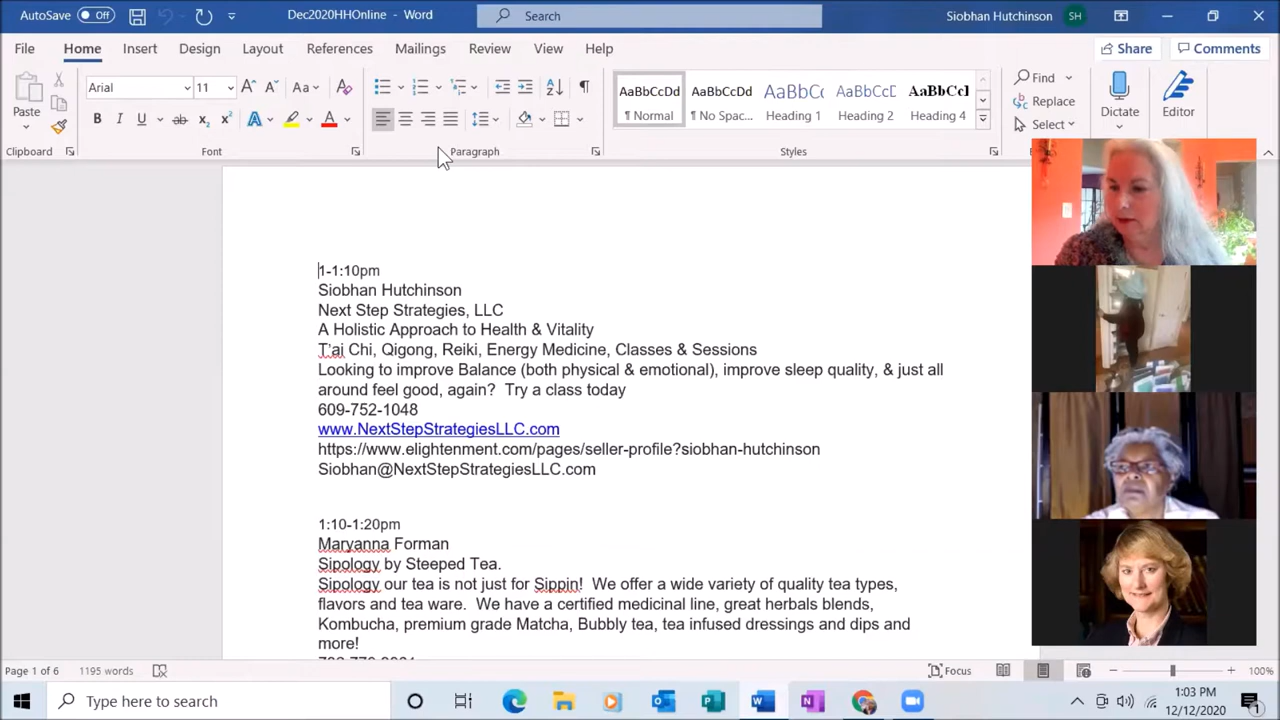 AutoSave Off Dec2020HHOnline - Word Search Siobhan Hutchinson SH
File Home Insert Design Layout References Mailings Review View Help Share Comments
Paste Arial 11 Aa AaBbCcDd AaBbCcDd AaBbCc AaBbCcD AaBbCcI Find Replace Select Dictate Editor
B I U ab x₂ x² A A ¶ Normal ¶ No Spac... Heading 1 Heading 2 Heading 4
Clipboard Font Paragraph Styles
1-1:10pm
Siobhan Hutchinson
Next Step Strategies, LLC
A Holistic Approach to Health & Vitality
T'ai Chi, Qigong, Reiki, Energy Medicine, Classes & Sessions
Looking to improve Balance (both physical & emotional), improve sleep quality, & just all
around feel good, again? Try a class today
609-752-1048
www.NextStepStrategiesLLC.com
https://www.elightenment.com/pages/seller-profile?siobhan-hutchinson
Siobhan@NextStepStrategiesLLC.com
1:10-1:20pm
Maryanna Forman
Sipology by Steeped Tea.
Sipology our tea is not just for Sippin! We offer a wide variety of quality tea types,
flavors and tea ware. We have a certified medicinal line, great herbals blends,
Kombucha, premium grade Matcha, Bubbly tea, tea infused dressings and dips and
more!
Page 1 of 6 1195 words Focus 100%
Type here to search 1:03 PM
12/12/2020